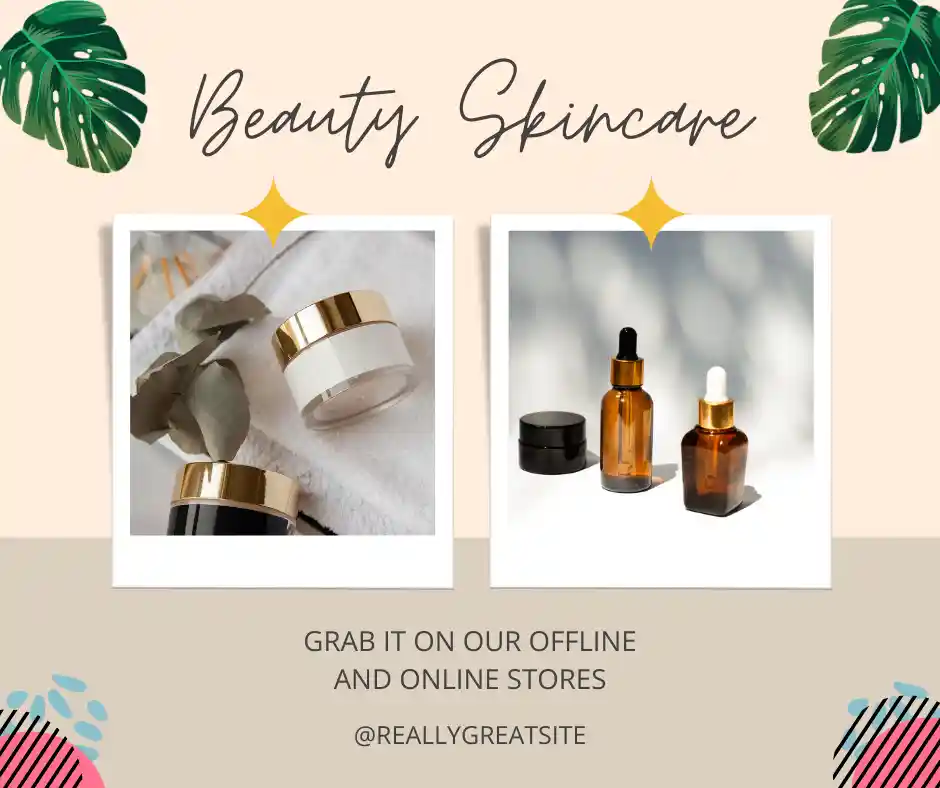 Beauty Skincare
GRAB IT ON OUR OFFLINE
AND ONLINE STORES
@REALLYGREATSITE